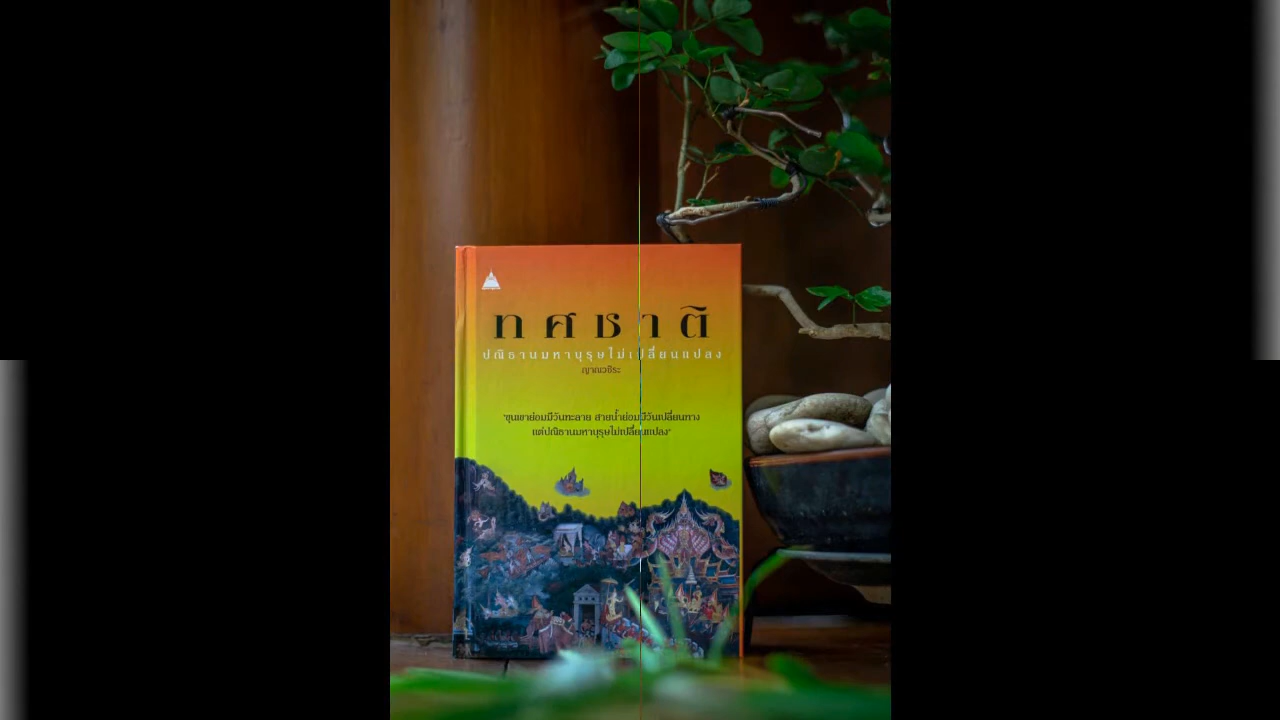 ทศชาติ
ปณิธานมหาบุรุษไม่เปลี่ยนแปลง
ญาณวชิระ
"ขุนเขาย่อมมีวันทะลาย สายน้ำย่อมมีวันเปลี่ยนทาง
แต่ปณิธานมหาบุรุษไม่เปลี่ยนแปลง"